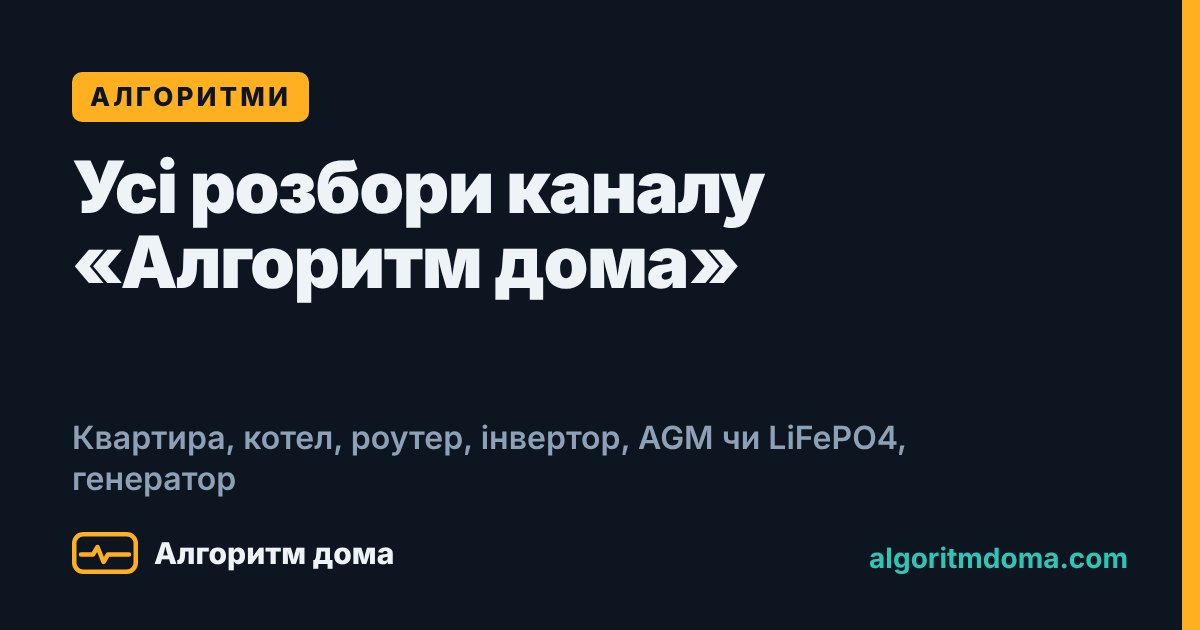 АЛГОРИТМИ
Усі розбори каналу
«Алгоритм дома»
Квартира, котел, роутер, інвертор, AGM чи LiFePO4,
генератор
Алгоритм дома
algoritmdoma.com